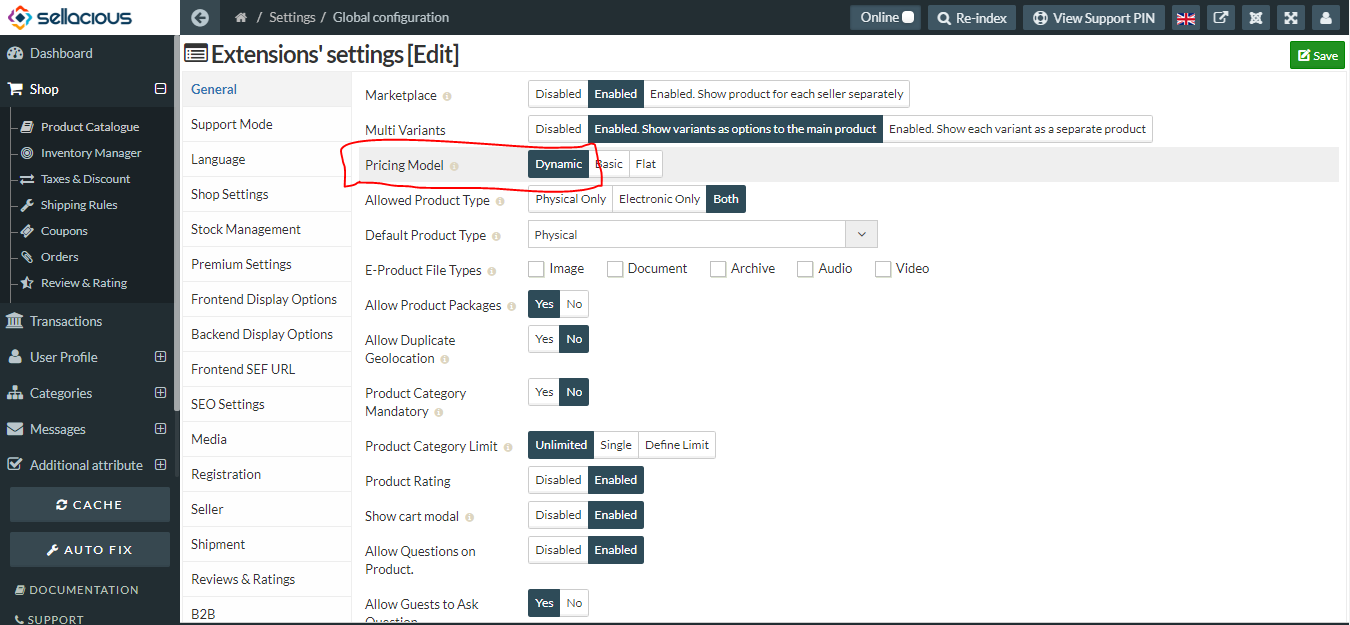 sellacious
/ Settings / Global configuration
Online
Re-index
View Support PIN
Dashboard
Shop
Product Catalogue
Inventory Manager
Taxes & Discount
Shipping Rules
Coupons
Orders
Review & Rating
Transactions
User Profile
Categories
Messages
Additional attribute
CACHE
AUTO FIX
DOCUMENTATION
SUPPORT
Extensions' settings [Edit]
Save
General
Support Mode
Language
Shop Settings
Stock Management
Premium Settings
Frontend Display Options
Backend Display Options
Frontend SEF URL
SEO Settings
Media
Registration
Seller
Shipment
Reviews & Ratings
B2B
Marketplace Disabled Enabled Enabled. Show product for each seller separately
Multi Variants Disabled Enabled. Show variants as options to the main product Enabled. Show each variant as a separate product
Pricing Model Dynamic Basic Flat
Allowed Product Type Physical Only Electronic Only Both
Default Product Type Physical
E-Product File Types Image Document Archive Audio Video
Allow Product Packages Yes No
Allow Duplicate
Geolocation Yes No
Product Category
Mandatory Yes No
Product Category Limit Unlimited Single Define Limit
Product Rating Disabled Enabled
Show cart modal Disabled Enabled
Allow Questions on
Product. Disabled Enabled
Allow Guests to Ask
Question Yes No